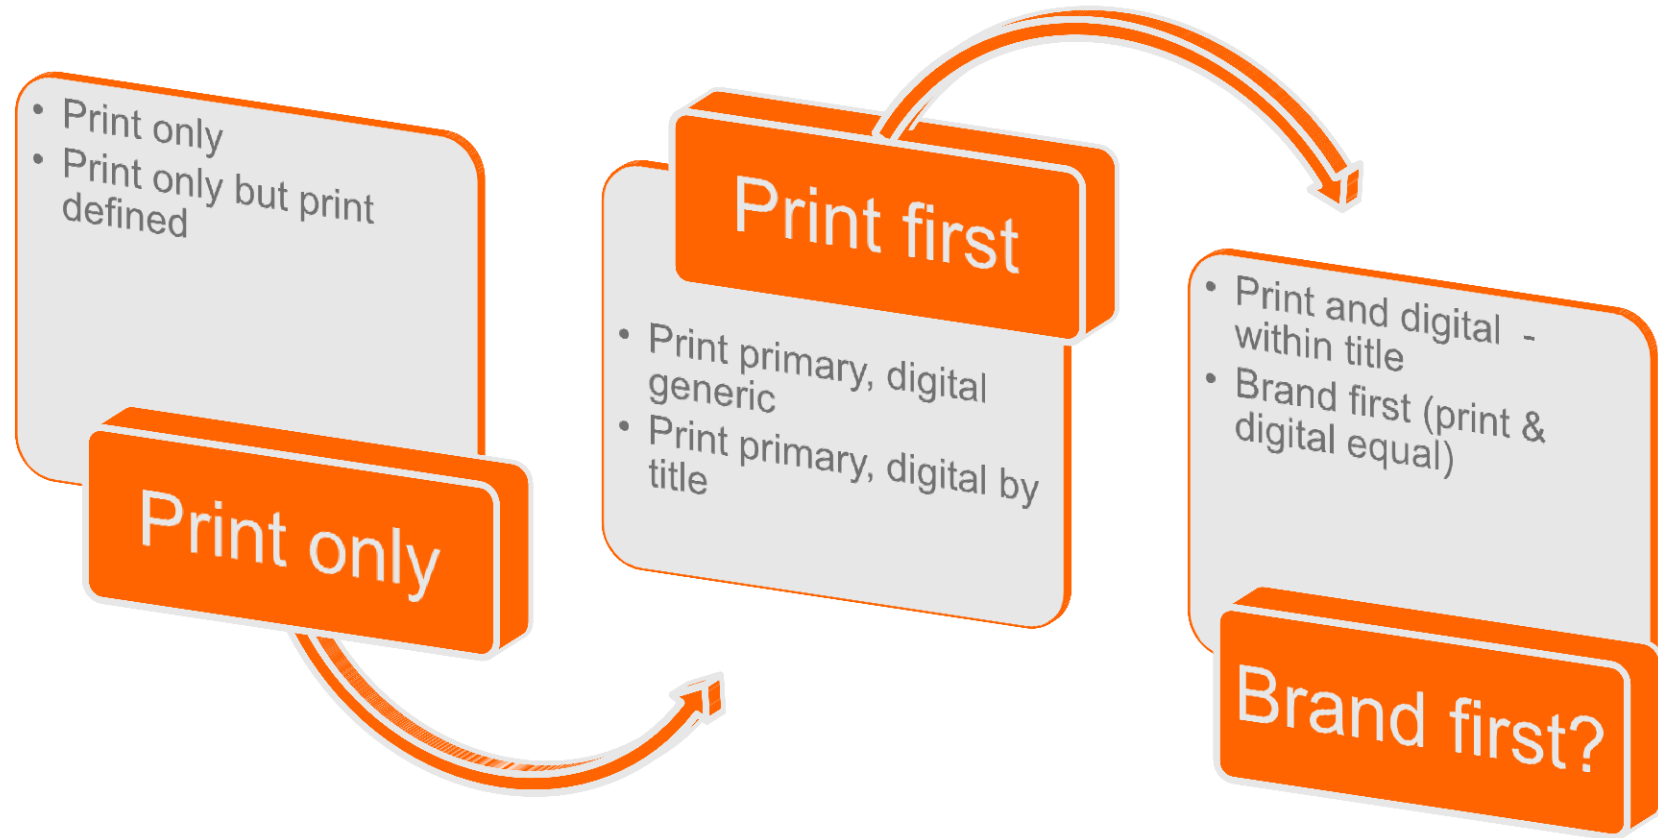 • Print only
• Print only but print
defined
Print only
Print first
• Print primary, digital
generic
• Print primary, digital by
title
• Print and digital -
within title
• Brand first (print &
digital equal)
Brand first?